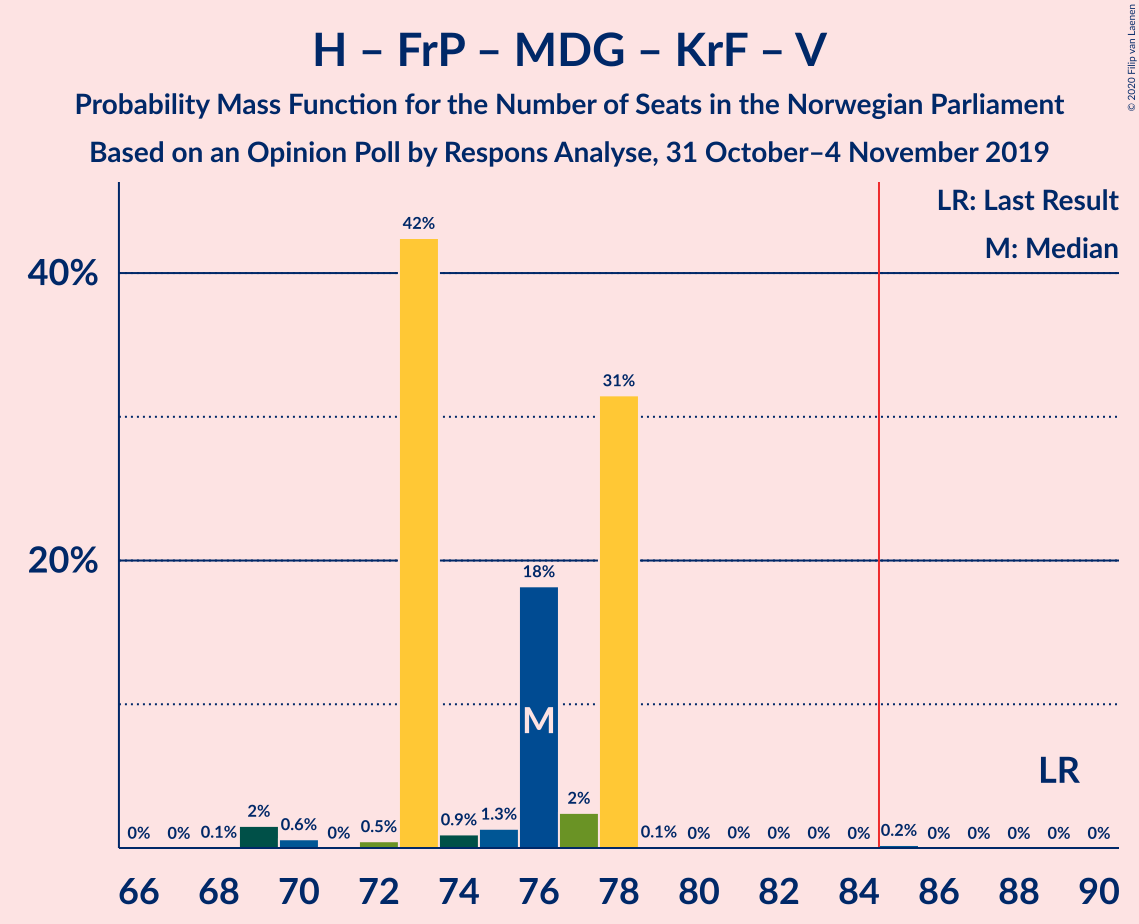 H – FrP – MDG – KrF – V
Probability Mass Function for the Number of Seats in the Norwegian Parliament
Based on an Opinion Poll by Respons Analyse, 31 October–4 November 2019
© 2020 Filip van Laenen
LR: Last Result
M: Median
40%
20%
0% 0% 0.1% 2% 0.6% 0% 0.5% 42% 0.9% 1.3% 18% 2% 31% 0.1% 0% 0% 0% 0% 0% 0.2% 0% 0% 0% 0% 0%
M
LR
66 68 70 72 74 76 78 80 82 84 86 88 90